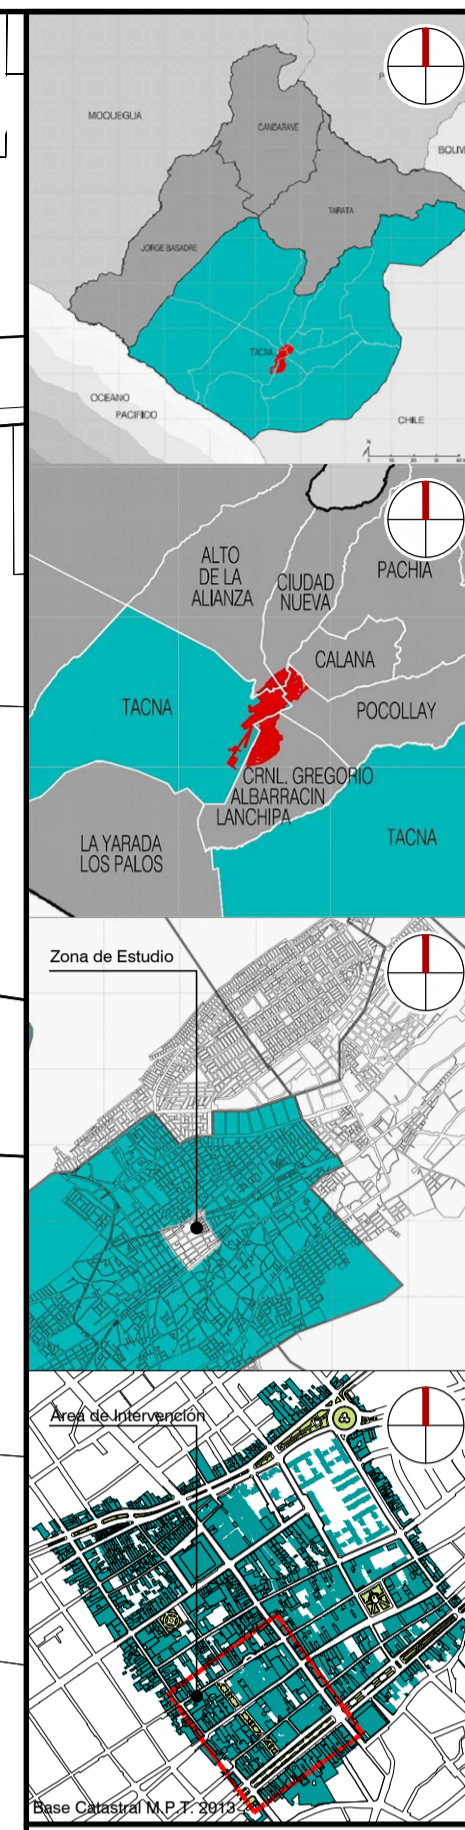 MOQUEGUA
CANDARAVE
BOLIV
TARATA
JORGE BASADRE
TACNA
OCEANO
PACIFICO
CHILE
N
ALTO
DE LA
ALIANZA
CIUDAD
NUEVA
PACHIA
CALANA
TACNA
POCOLLAY
CRNL. GREGORIO
ALBARRACIN
LANCHIPA
LA YARADA
LOS PALOS
TACNA
Zona de Estudio
Área de Intervención
Base Catastral M.P.T. 2013